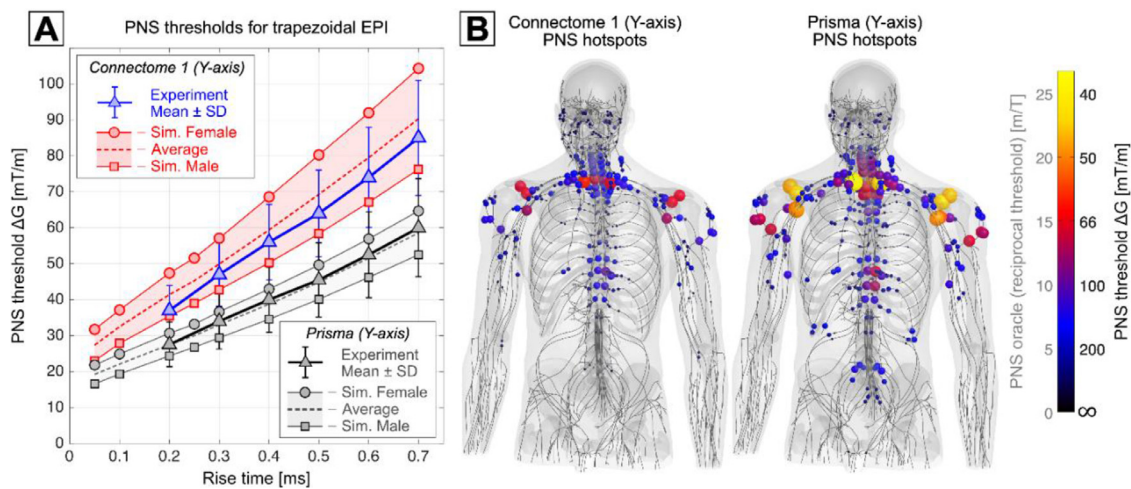 A
PNS thresholds for trapezoidal EPI
PNS threshold ΔG [mT/m]
100
90
80
70
60
50
40
30
20
10
0
Connectome 1 (Y-axis)
Experiment
Mean ± SD
Sim. Female
Average
Sim. Male
Prisma (Y-axis)
Experiment
Mean ± SD
Sim. Female
Average
Sim. Male
0 0.1 0.2 0.3 0.4 0.5 0.6 0.7
Rise time [ms]
B
Connectome 1 (Y-axis)
PNS hotspots
Prisma (Y-axis)
PNS hotspots
PNS oracle (reciprocal threshold) [m/T]
25
20
15
10
5
0
40
50
66
100
200
∞
PNS threshold ΔG [mT/m]